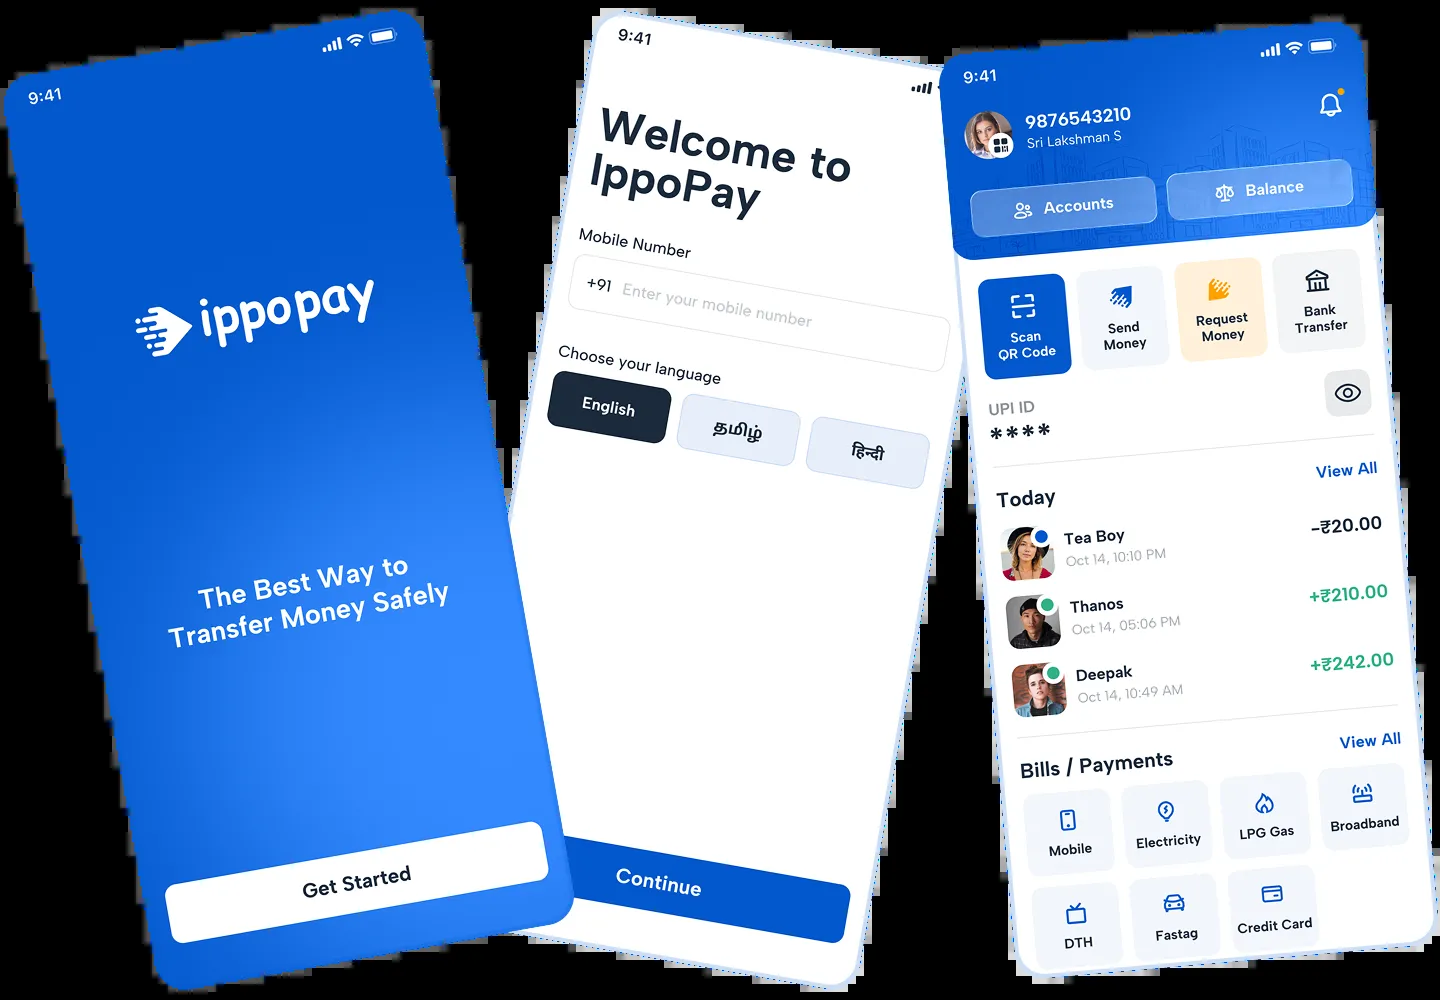 9:41
ippopay
The Best Way to
Transfer Money Safely
Get Started
9:41
Welcome to
IppoPay
Mobile Number
+91 Enter your mobile number
Choose your language
English
தமிழ்
हिन्दी
Continue
9:41
9876543210
Sri Lakshman S
Accounts
Balance
Scan
QR Code
Send
Money
Request
Money
Bank
Transfer
UPI ID
****
View All
Today
Tea Boy
-₹20.00
Oct 14, 10:10 PM
Thanos
+₹210.00
Oct 14, 05:06 PM
Deepak
+₹242.00
Oct 14, 10:49 AM
View All
Bills / Payments
Mobile
Electricity
LPG Gas
Broadband
DTH
Fastag
Credit Card